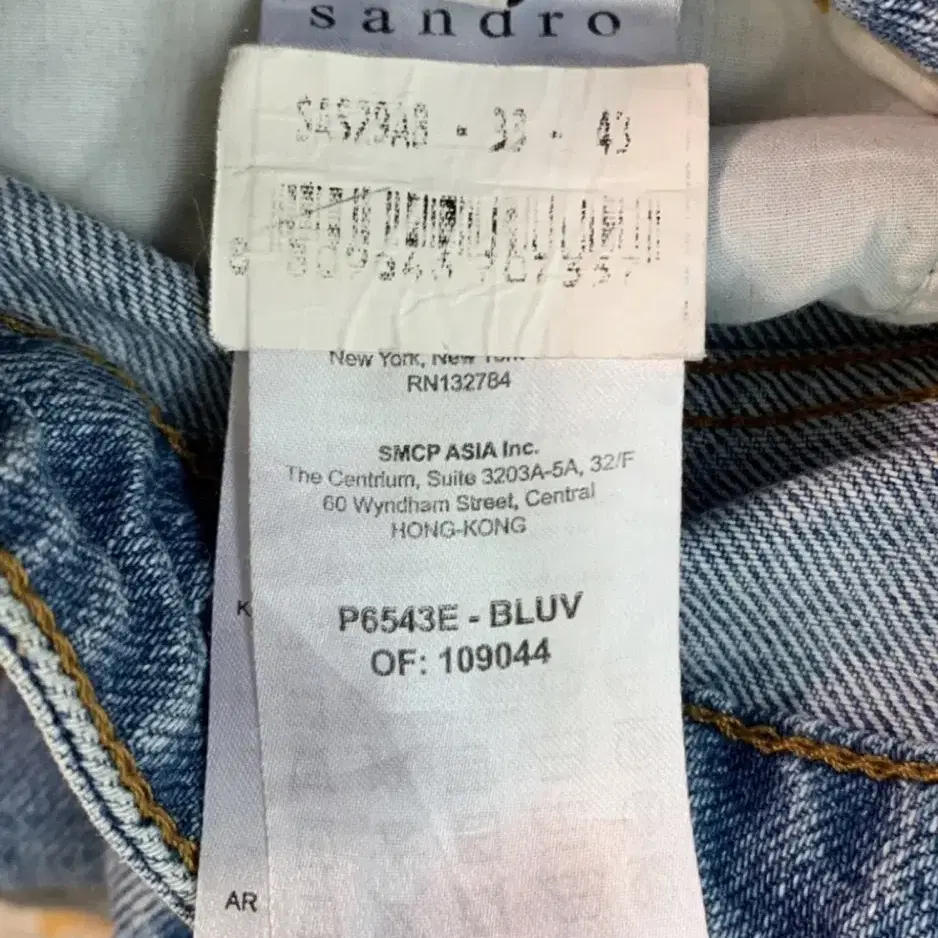 sandro
SA529AB - 33 - 43
New York, New York
RN132784
SMCP ASIA Inc.
The Centrium, Suite 3203A-5A, 32/F
60 Wyndham Street, Central
HONG-KONG
K
P6543E - BLUV
OF: 109044
AR